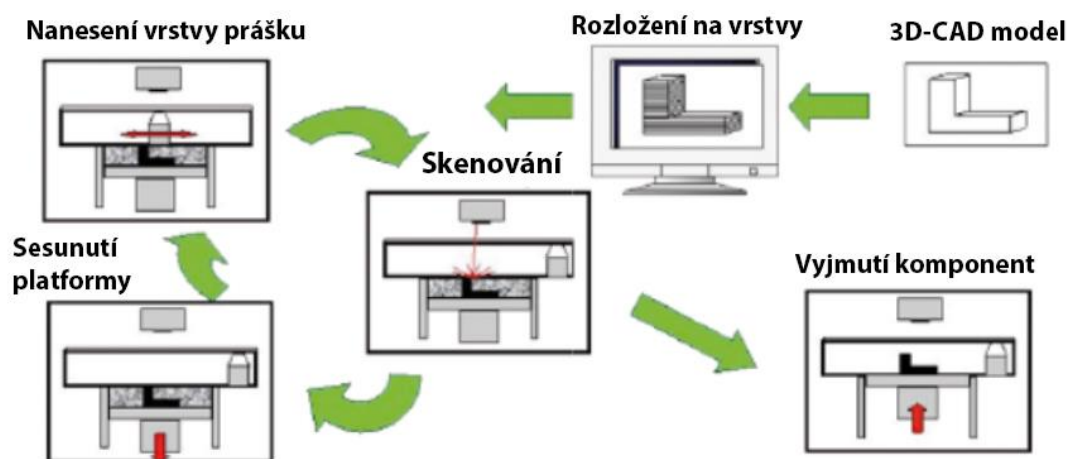 Nanesení vrstvy prášku
Rozložení na vrstvy
3D-CAD model
Skenování
Sesunutí
platformy
Vyjmutí komponent